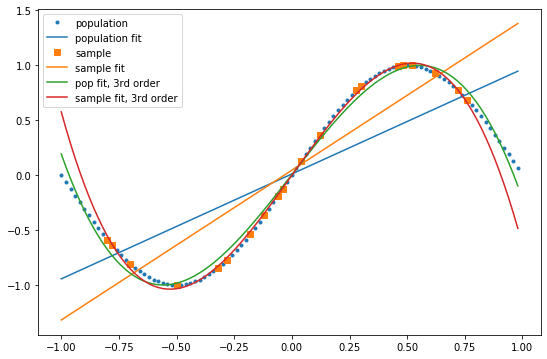 population
population fit
sample
sample fit
pop fit, 3rd order
sample fit, 3rd order
1.5
1.0
0.5
0.0
−0.5
−1.0
−1.00 −0.75 −0.50 −0.25 0.00 0.25 0.50 0.75 1.00